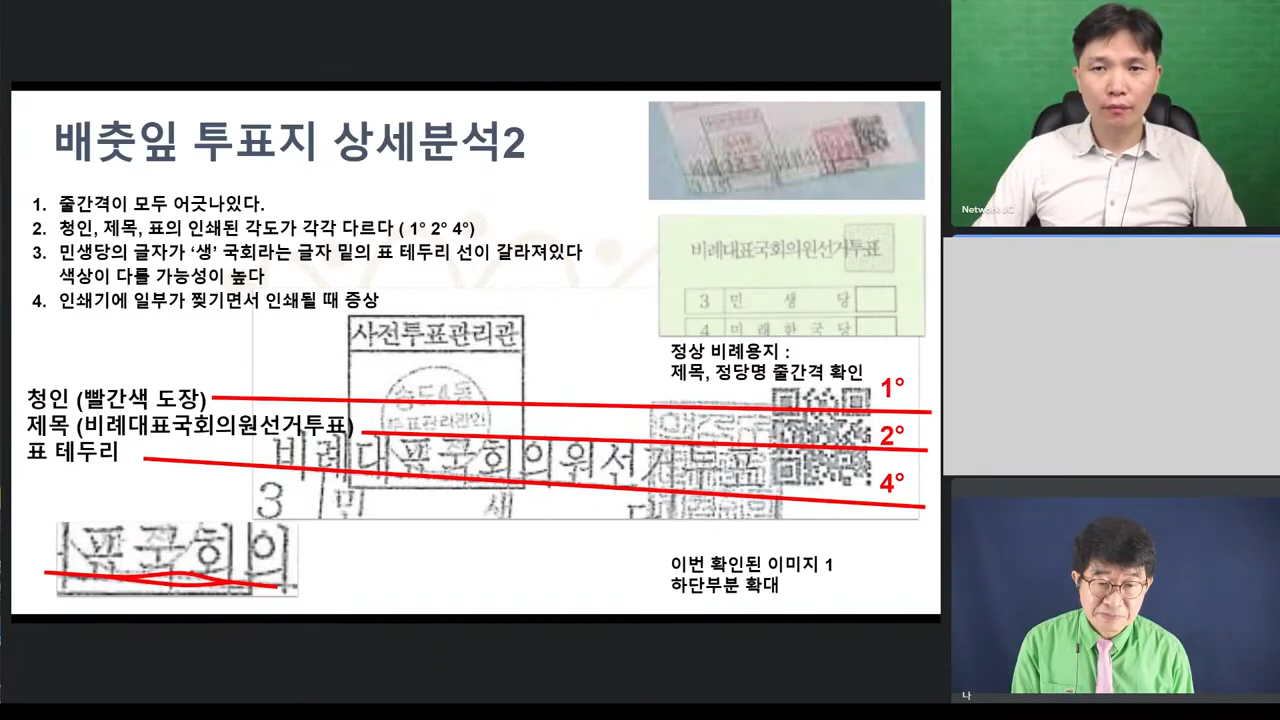 배춧잎 투표지 상세분석2
1. 줄간격이 모두 어긋나있다.
2. 청인, 제목, 표의 인쇄된 각도가 각각 다르다 ( 1° 2° 4°)
3. 민생당의 글자가 ‘생’ 국회라는 글자 밑의 표 테두리 선이 갈라져있다
색상이 다를 가능성이 높다
4. 인쇄기에 일부가 찢기면서 인쇄될 때 증상
비례대표국회의원선거투표
3 민 생 당
4 미 래 한 국 당
정상 비례용지 :
제목, 정당명 줄간격 확인
사전투표관리관
투표관리관인
청인 (빨간색 도장)
1°
제목 (비례대표국회의원선거투표)
2°
표 테두리
4°
비례대표국회의원선거투표
3 민 생
표국회의
이번 확인된 이미지 1
하단부분 확대
Network JC
나